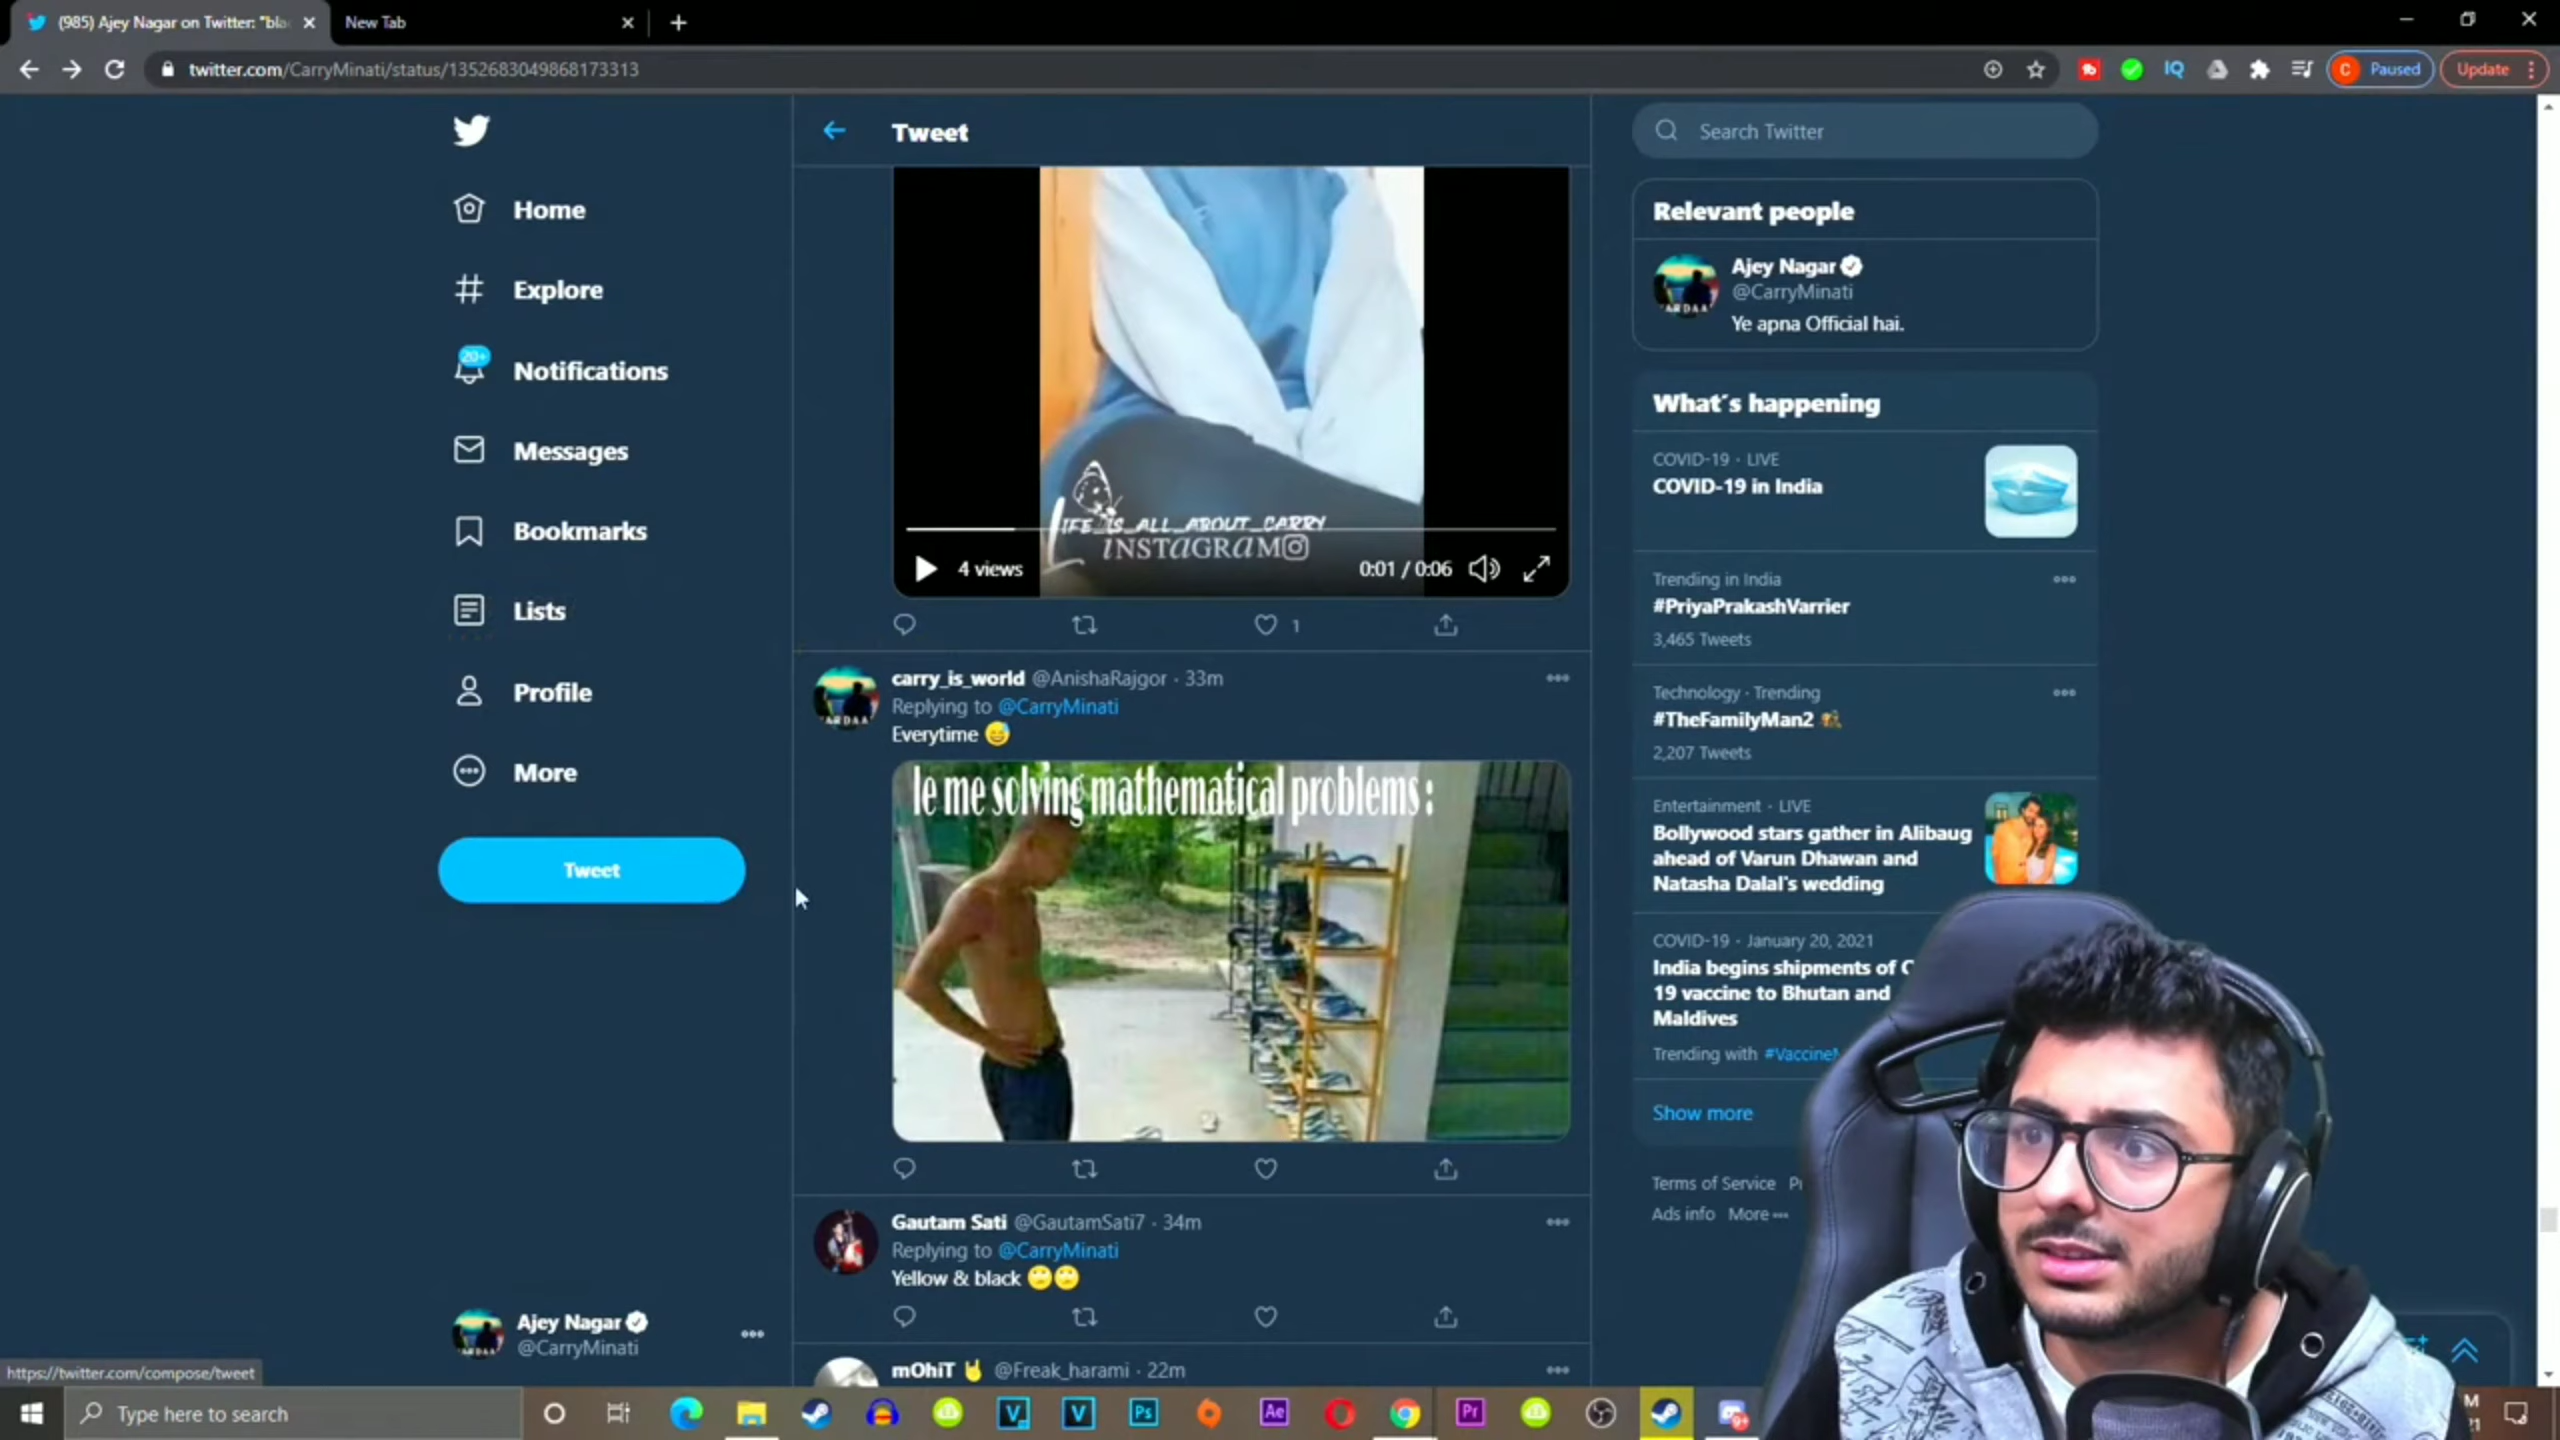 (985) Ajey Nagar on Twitter: "bla
New Tab
twitter.com/CarryMinati/status/1352683049868173313
IQ
C Paused
Update
Home
Explore
20+
Notifications
Messages
Bookmarks
Lists
Profile
More
Tweet
Ajey Nagar
@CarryMinati
https://twitter.com/compose/tweet
Tweet
LIFE_IS_ALL_ABOUT_CARRY
INSTAGRAM
4 views
0:01 / 0:06
1
carry_is_world @AnishaRajgor · 33m
Replying to @CarryMinati
Everytime 😅
le me solving mathematical problems :
Gautam Sati @GautamSati7 · 34m
Replying to @CarryMinati
Yellow & black 🙄🙄
mOhiT 🤘 @Freak_harami · 22m
Search Twitter
Relevant people
Ajey Nagar
@CarryMinati
Ye apna Official hai.
What's happening
COVID-19 · LIVE
COVID-19 in India
Trending in India
#PriyaPrakashVarrier
3,465 Tweets
Technology · Trending
#TheFamilyMan2
2,207 Tweets
Entertainment · LIVE
Bollywood stars gather in Alibaug
ahead of Varun Dhawan and
Natasha Dalal's wedding
COVID-19 · January 20, 2021
India begins shipments of C
19 vaccine to Bhutan and
Maldives
Trending with #Vaccine
Show more
Terms of Service
Ads info More
Type here to search
V
V
Ps
Ae
Pr